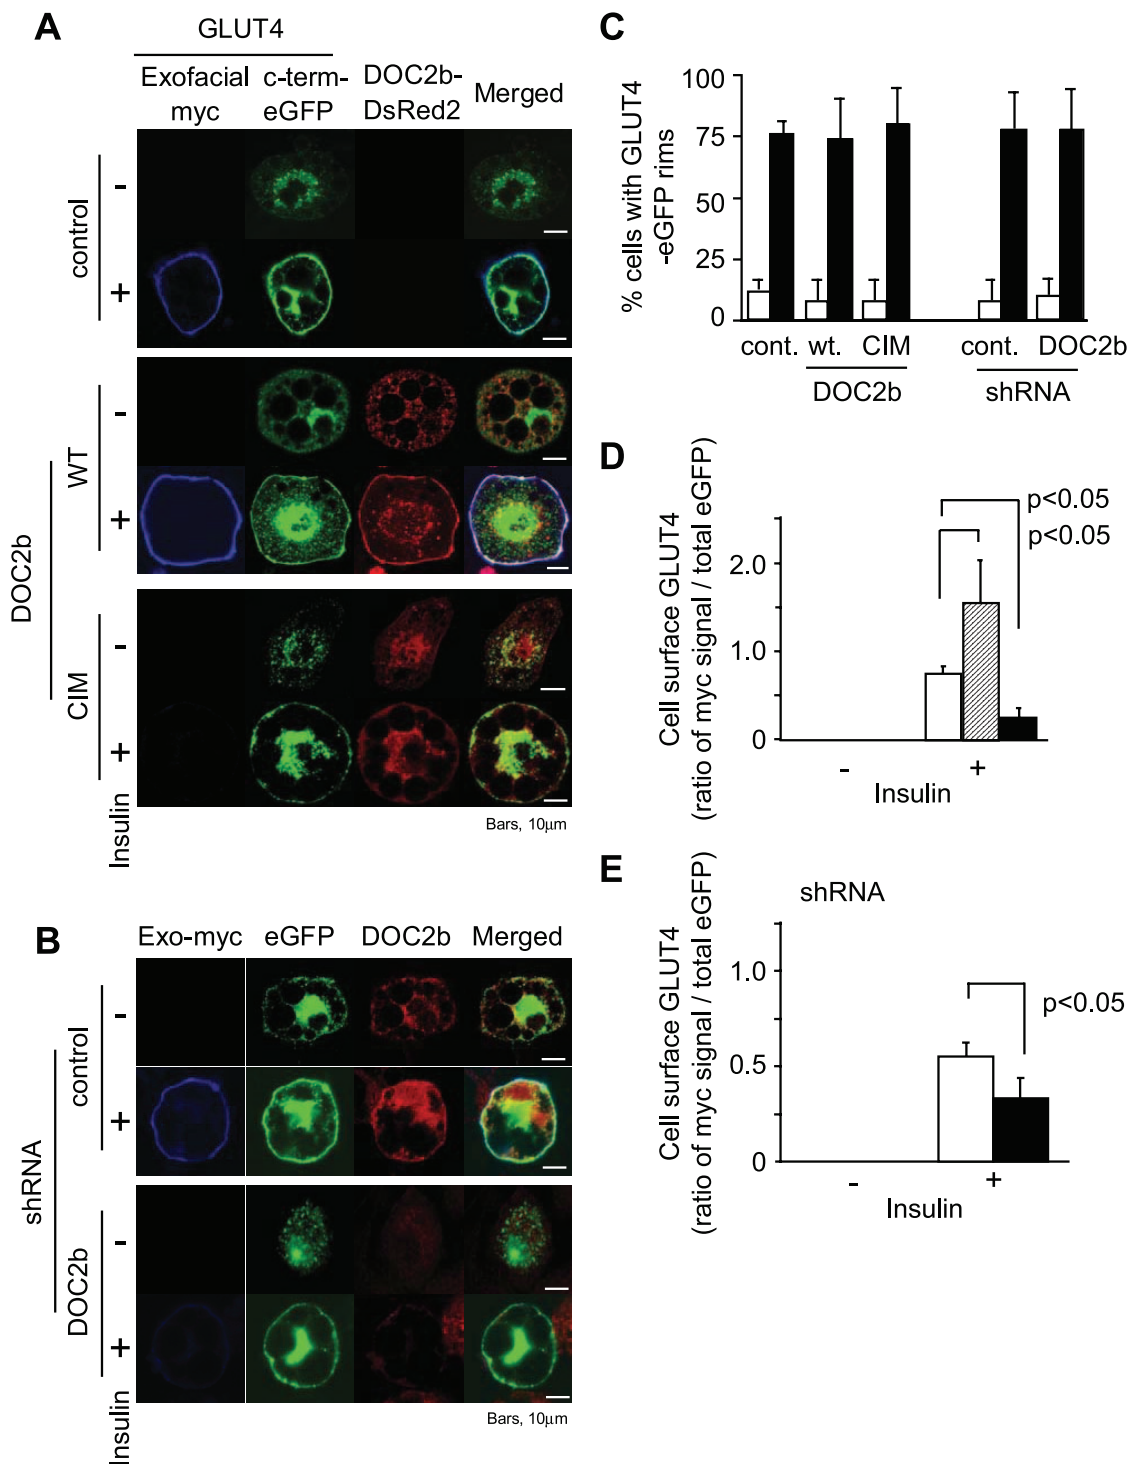 A
GLUT4
Exofacial myc
c-term-eGFP
DOC2b-DsRed2
Merged
control
-
+
DOC2b
WT
-
+
CIM
-
+
Insulin
Bars, 10μm
B
Exo-myc
eGFP
DOC2b
Merged
shRNA
control
-
+
DOC2b
-
+
Insulin
Bars, 10μm
C
% cells with GLUT4
-eGFP rims
100
75
50
25
0
cont.
wt.
CIM
cont.
DOC2b
DOC2b
shRNA
D
Cell surface GLUT4
(ratio of myc signal / total eGFP)
2.0
1.0
0
p<0.05
p<0.05
-
+
Insulin
E
shRNA
Cell surface GLUT4
(ratio of myc signal / total eGFP)
1.0
0.5
0
p<0.05
-
+
Insulin